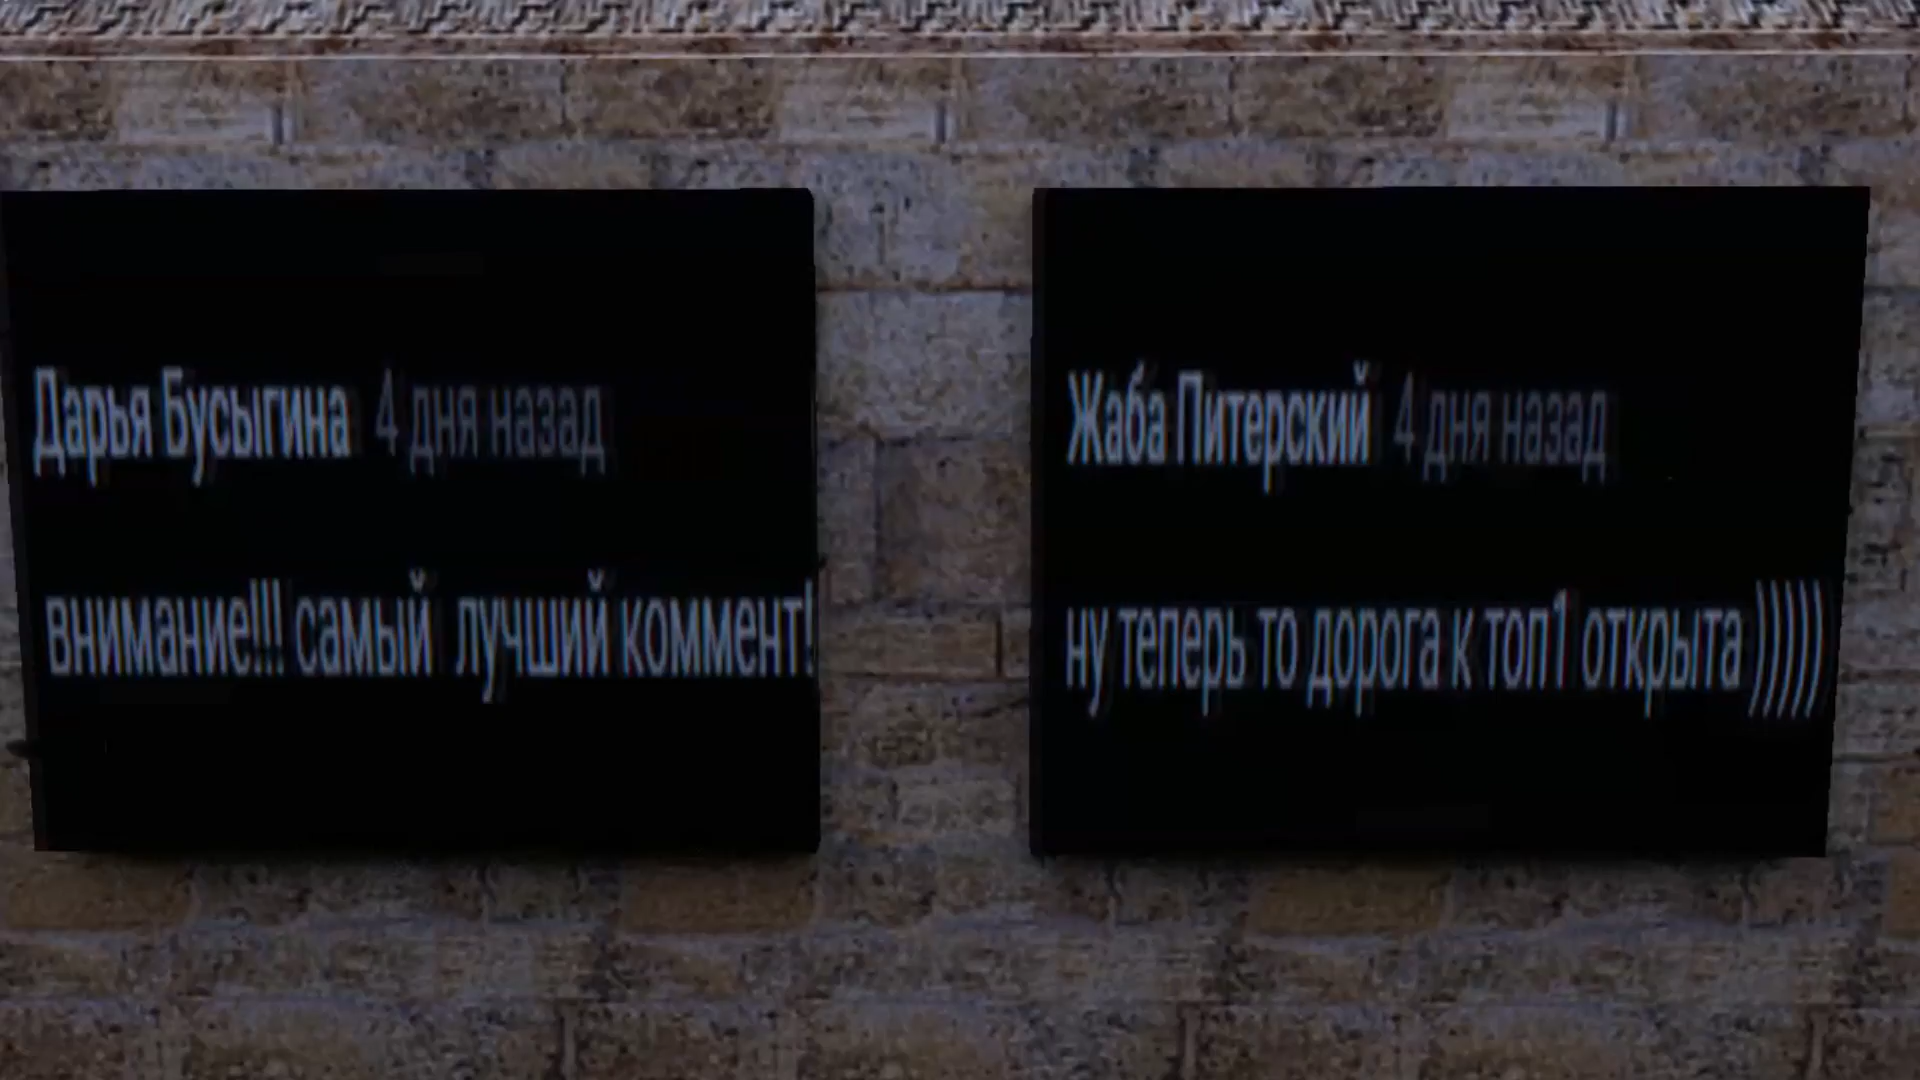 Дарья Бусыгина 4 дня назад
внимание!!! самый лучший коммент!
Жаба Питерский 4 дня назад
ну теперь то дорога к топ1 открыта )))))